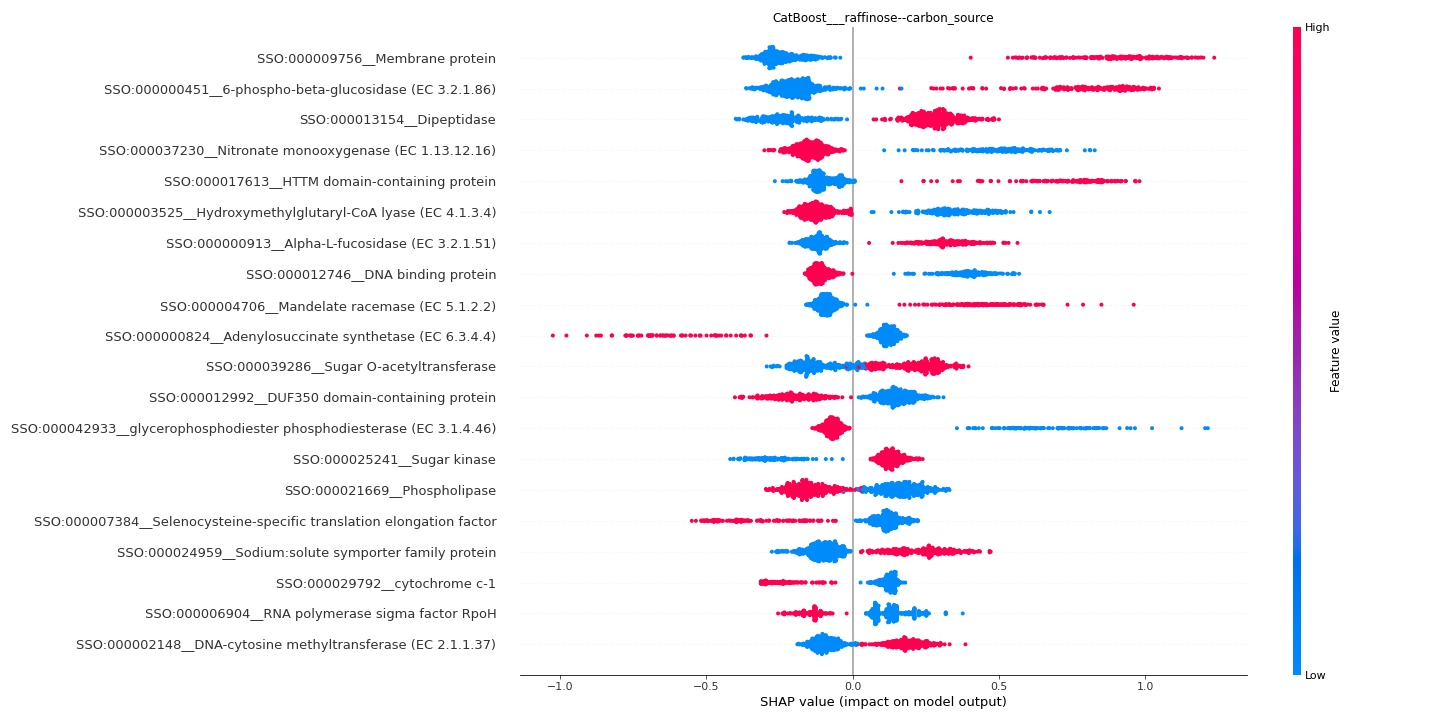 CatBoost___raffinose--carbon_source
High
SSO:000009756__Membrane protein
SSO:000000451__6-phospho-beta-glucosidase (EC 3.2.1.86)
SSO:000013154__Dipeptidase
SSO:000037230__Nitronate monooxygenase (EC 1.13.12.16)
SSO:000017613__HTTM domain-containing protein
SSO:000003525__Hydroxymethylglutaryl-CoA lyase (EC 4.1.3.4)
SSO:000000913__Alpha-L-fucosidase (EC 3.2.1.51)
SSO:000012746__DNA binding protein
SSO:000004706__Mandelate racemase (EC 5.1.2.2)
SSO:000000824__Adenylosuccinate synthetase (EC 6.3.4.4)
SSO:000039286__Sugar O-acetyltransferase
SSO:000012992__DUF350 domain-containing protein
SSO:000042933__glycerophosphodiester phosphodiesterase (EC 3.1.4.46)
SSO:000025241__Sugar kinase
SSO:000021669__Phospholipase
SSO:000007384__Selenocysteine-specific translation elongation factor
SSO:000024959__Sodium:solute symporter family protein
SSO:000029792__cytochrome c-1
SSO:000006904__RNA polymerase sigma factor RpoH
SSO:000002148__DNA-cytosine methyltransferase (EC 2.1.1.37)
Feature value
Low
−1.0 −0.5 0.0 0.5 1.0
SHAP value (impact on model output)